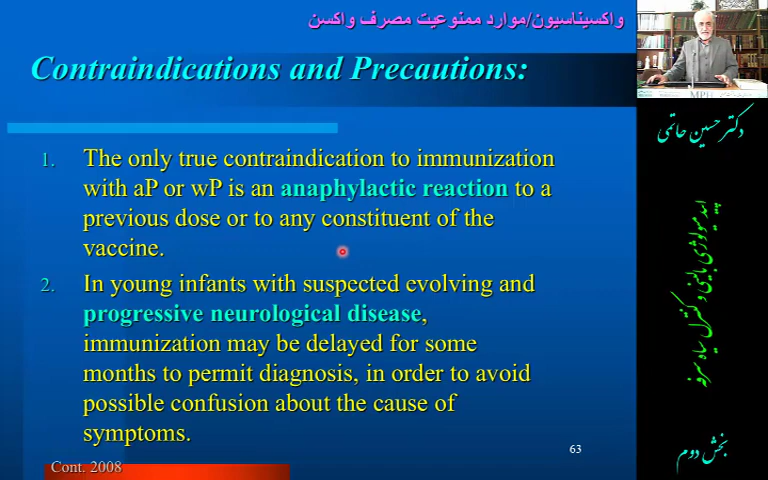 واکسیناسیون/موارد ممنوعیت مصرف واکسن
Contraindications and Precautions:
1. The only true contraindication to immunization
with aP or wP is an anaphylactic reaction to a
previous dose or to any constituent of the
vaccine.
2. In young infants with suspected evolving and
progressive neurological disease,
immunization may be delayed for some
months to permit diagnosis, in order to avoid
possible confusion about the cause of
symptoms.
63
Cont. 2008
MPH
دکتر حسین حاتمی
اپیدمیولوژی بالینی و کنترل سیاه سرفه
بخش دوم